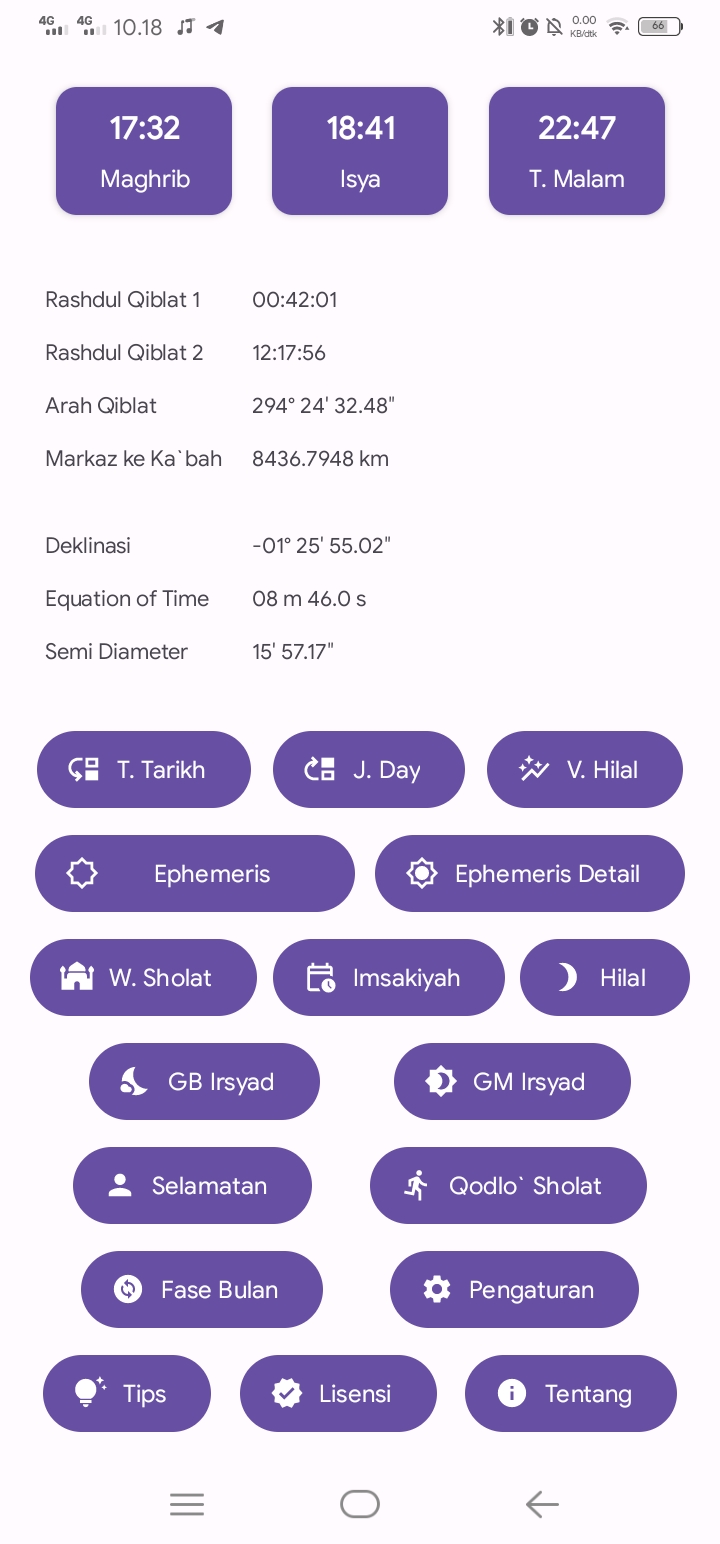 4G 4G 10.18 0.00 KB/dtk 66
17:32 18:41 22:47
Maghrib Isya T. Malam
Rashdul Qiblat 1 00:42:01
Rashdul Qiblat 2 12:17:56
Arah Qiblat 294° 24' 32.48"
Markaz ke Ka`bah 8436.7948 km
Deklinasi -01° 25' 55.02"
Equation of Time 08 m 46.0 s
Semi Diameter 15' 57.17"
T. Tarikh J. Day V. Hilal
Ephemeris Ephemeris Detail
W. Sholat Imsakiyah Hilal
GB Irsyad GM Irsyad
Selamatan Qodlo` Sholat
Fase Bulan Pengaturan
Tips Lisensi Tentang